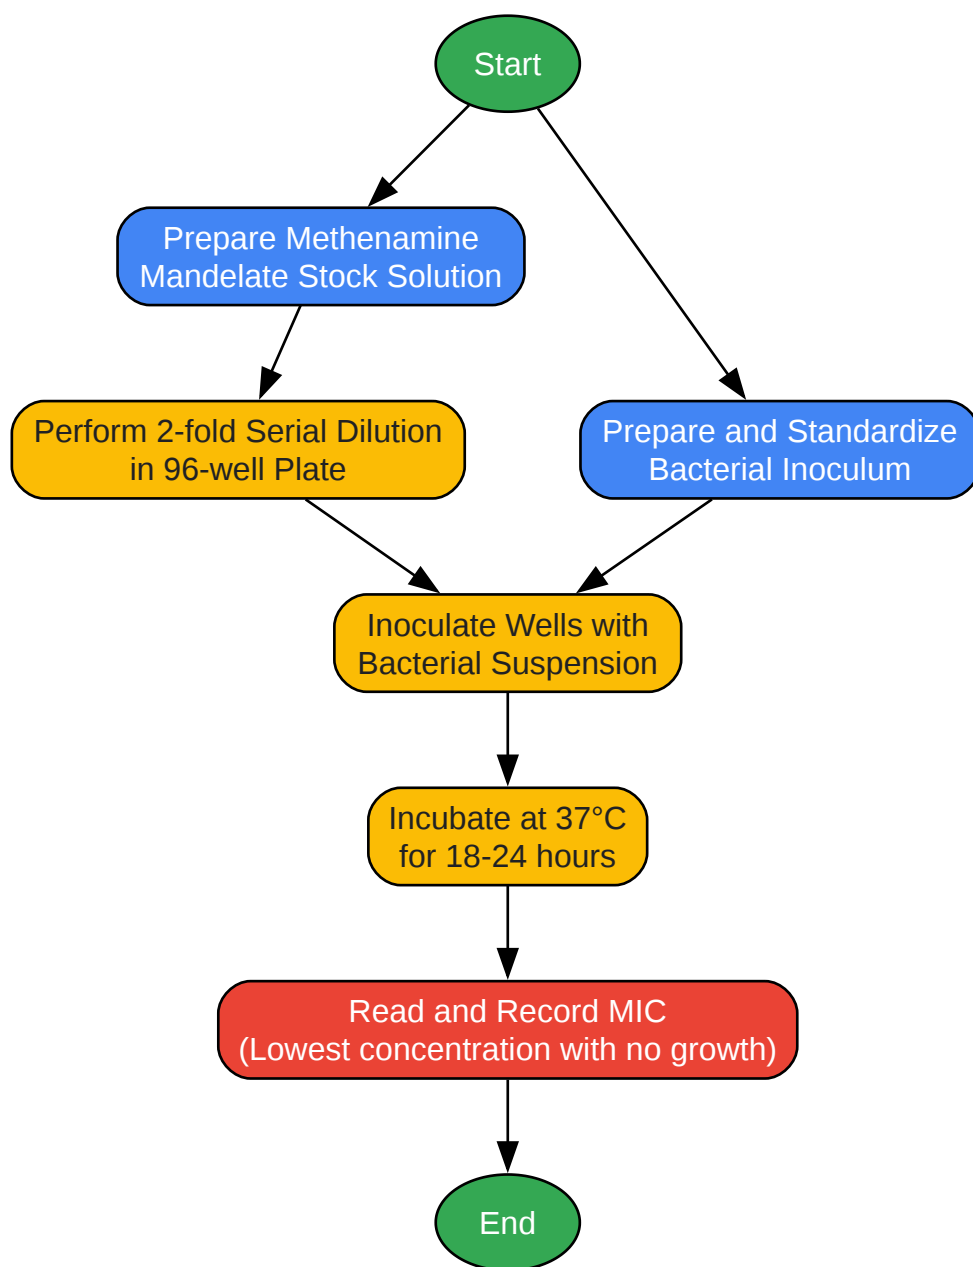 Start
Prepare Methenamine
Mandelate Stock Solution
Perform 2-fold Serial Dilution
in 96-well Plate
Prepare and Standardize
Bacterial Inoculum
Inoculate Wells with
Bacterial Suspension
Incubate at 37°C
for 18-24 hours
Read and Record MIC
(Lowest concentration with no growth)
End